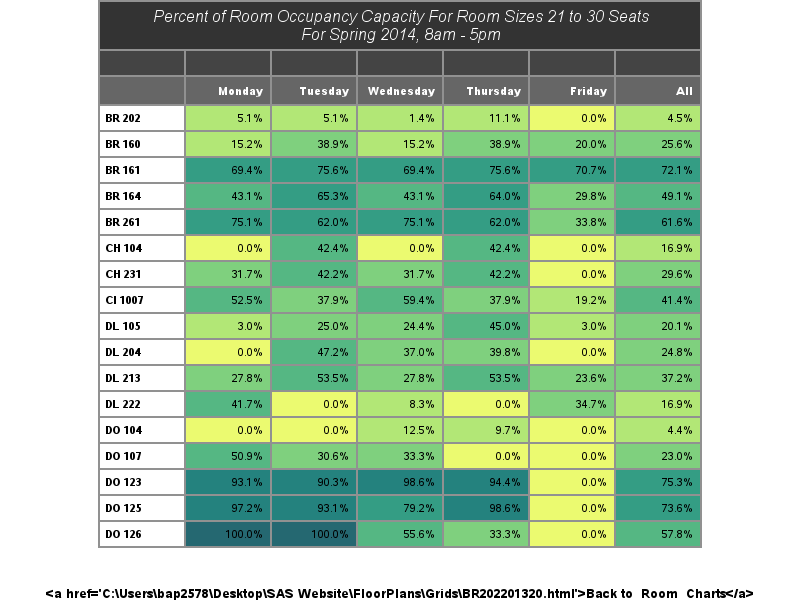 Percent of Room Occupancy Capacity For Room Sizes 21 to 30 Seats
For Spring 2014, 8am - 5pm
Monday Tuesday Wednesday Thursday Friday All
BR 202 5.1% 5.1% 1.4% 11.1% 0.0% 4.5%
BR 160 15.2% 38.9% 15.2% 38.9% 20.0% 25.6%
BR 161 69.4% 75.6% 69.4% 75.6% 70.7% 72.1%
BR 164 43.1% 65.3% 43.1% 64.0% 29.8% 49.1%
BR 261 75.1% 62.0% 75.1% 62.0% 33.8% 61.6%
CH 104 0.0% 42.4% 0.0% 42.4% 0.0% 16.9%
CH 231 31.7% 42.2% 31.7% 42.2% 0.0% 29.6%
CI 1007 52.5% 37.9% 59.4% 37.9% 19.2% 41.4%
DL 105 3.0% 25.0% 24.4% 45.0% 3.0% 20.1%
DL 204 0.0% 47.2% 37.0% 39.8% 0.0% 24.8%
DL 213 27.8% 53.5% 27.8% 53.5% 23.6% 37.2%
DL 222 41.7% 0.0% 8.3% 0.0% 34.7% 16.9%
DO 104 0.0% 0.0% 12.5% 9.7% 0.0% 4.4%
DO 107 50.9% 30.6% 33.3% 0.0% 0.0% 23.0%
DO 123 93.1% 90.3% 98.6% 94.4% 0.0% 75.3%
DO 125 97.2% 93.1% 79.2% 98.6% 0.0% 73.6%
DO 126 100.0% 100.0% 55.6% 33.3% 0.0% 57.8%
<a href='C:\Users\bap2578\Desktop\SAS Website\FloorPlans\Grids\BR202201320.html'>Back to Room Charts</a>